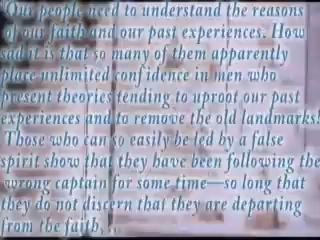 Our people need to understand the reasons
of our faith and our past experiences. How
sad it is that so many of them apparently
place unlimited confidence in men who
present theories tending to uproot our past
experiences and to remove the old landmarks!
Those who can so easily be led by a false
spirit show that they have been following the
wrong captain for some time—so long that
they do not discern that they are departing
from the faith, ...